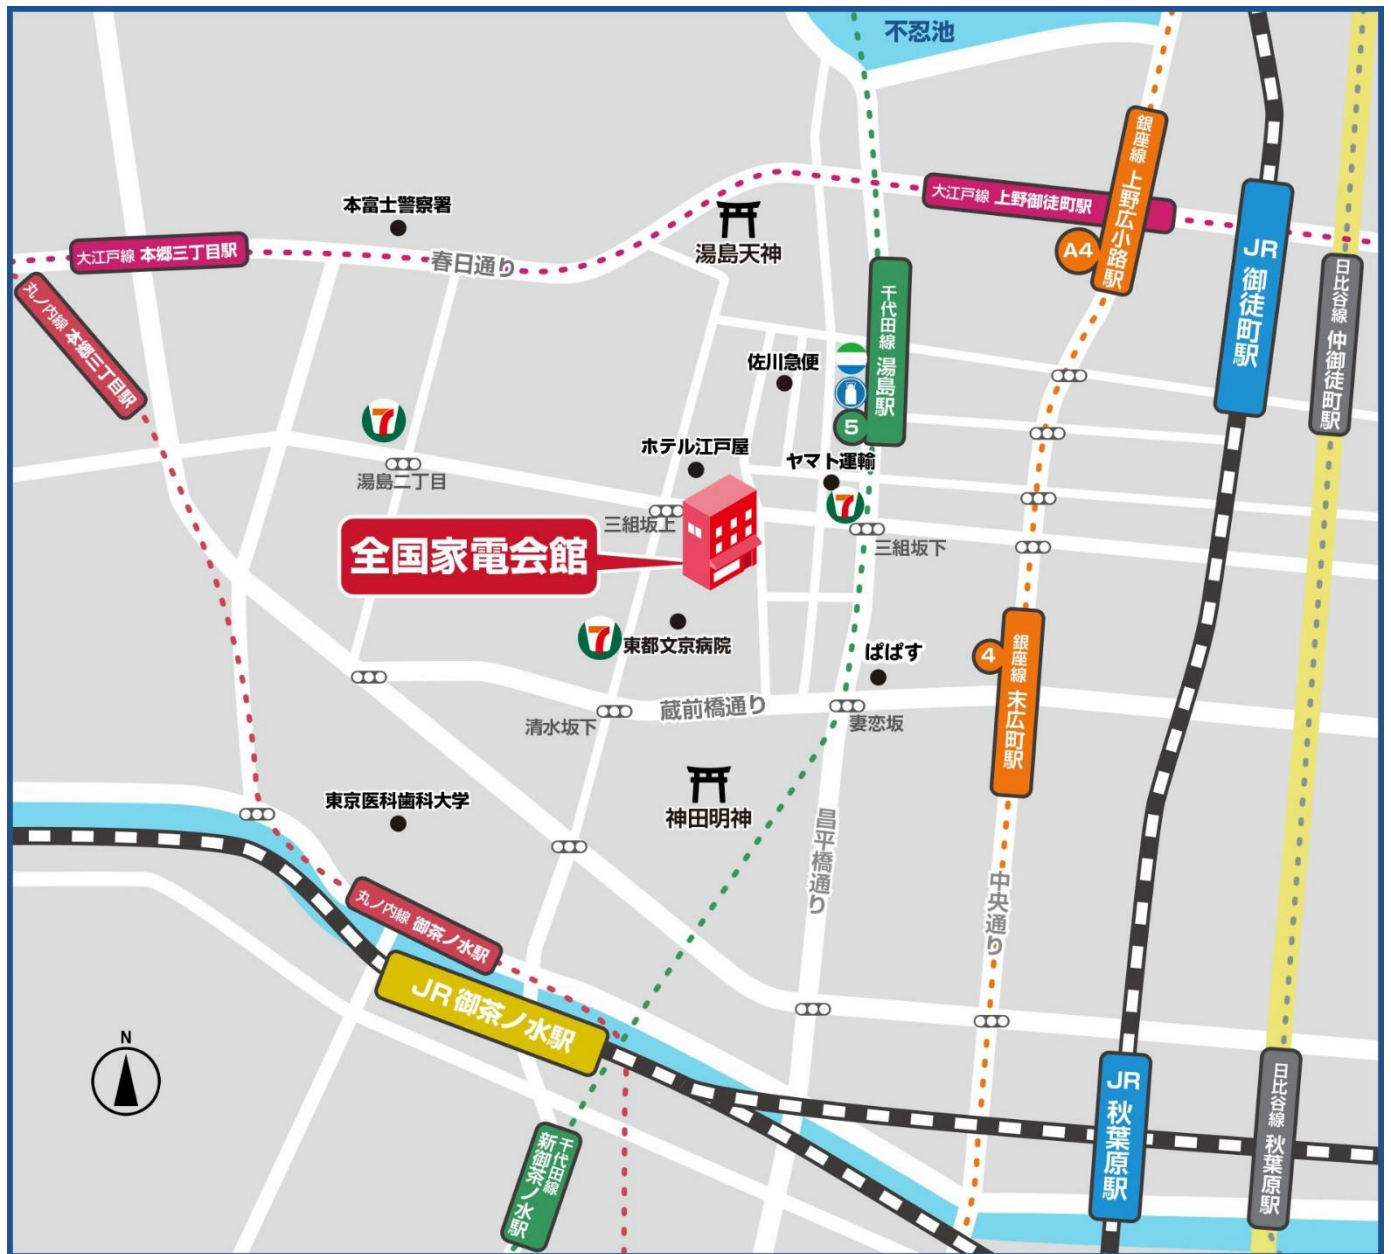 不忍池
銀座線 上野広小路駅
大江戸線 上野御徒町駅
A4
本富士警察署
湯島天神
大江戸線 本郷三丁目駅
春日通り
JR 御徒町駅
日比谷線 仲御徒町駅
丸ノ内線 本郷三丁目駅
千代田線 湯島駅
佐川急便
5
7
ホテル江戸屋
ヤマト運輸
湯島二丁目
7
三組坂上
三組坂下
全国家電会館
7
東都文京病院
ぱぱす
4
銀座線 末広町駅
蔵前橋通り
清水坂下
妻恋坂
神田明神
東京医科歯科大学
昌平橋通り
中央通り
丸ノ内線 御茶ノ水駅
JR 御茶ノ水駅
N
JR 秋葉原駅
日比谷線 秋葉原駅
千代田線
新御茶ノ水駅